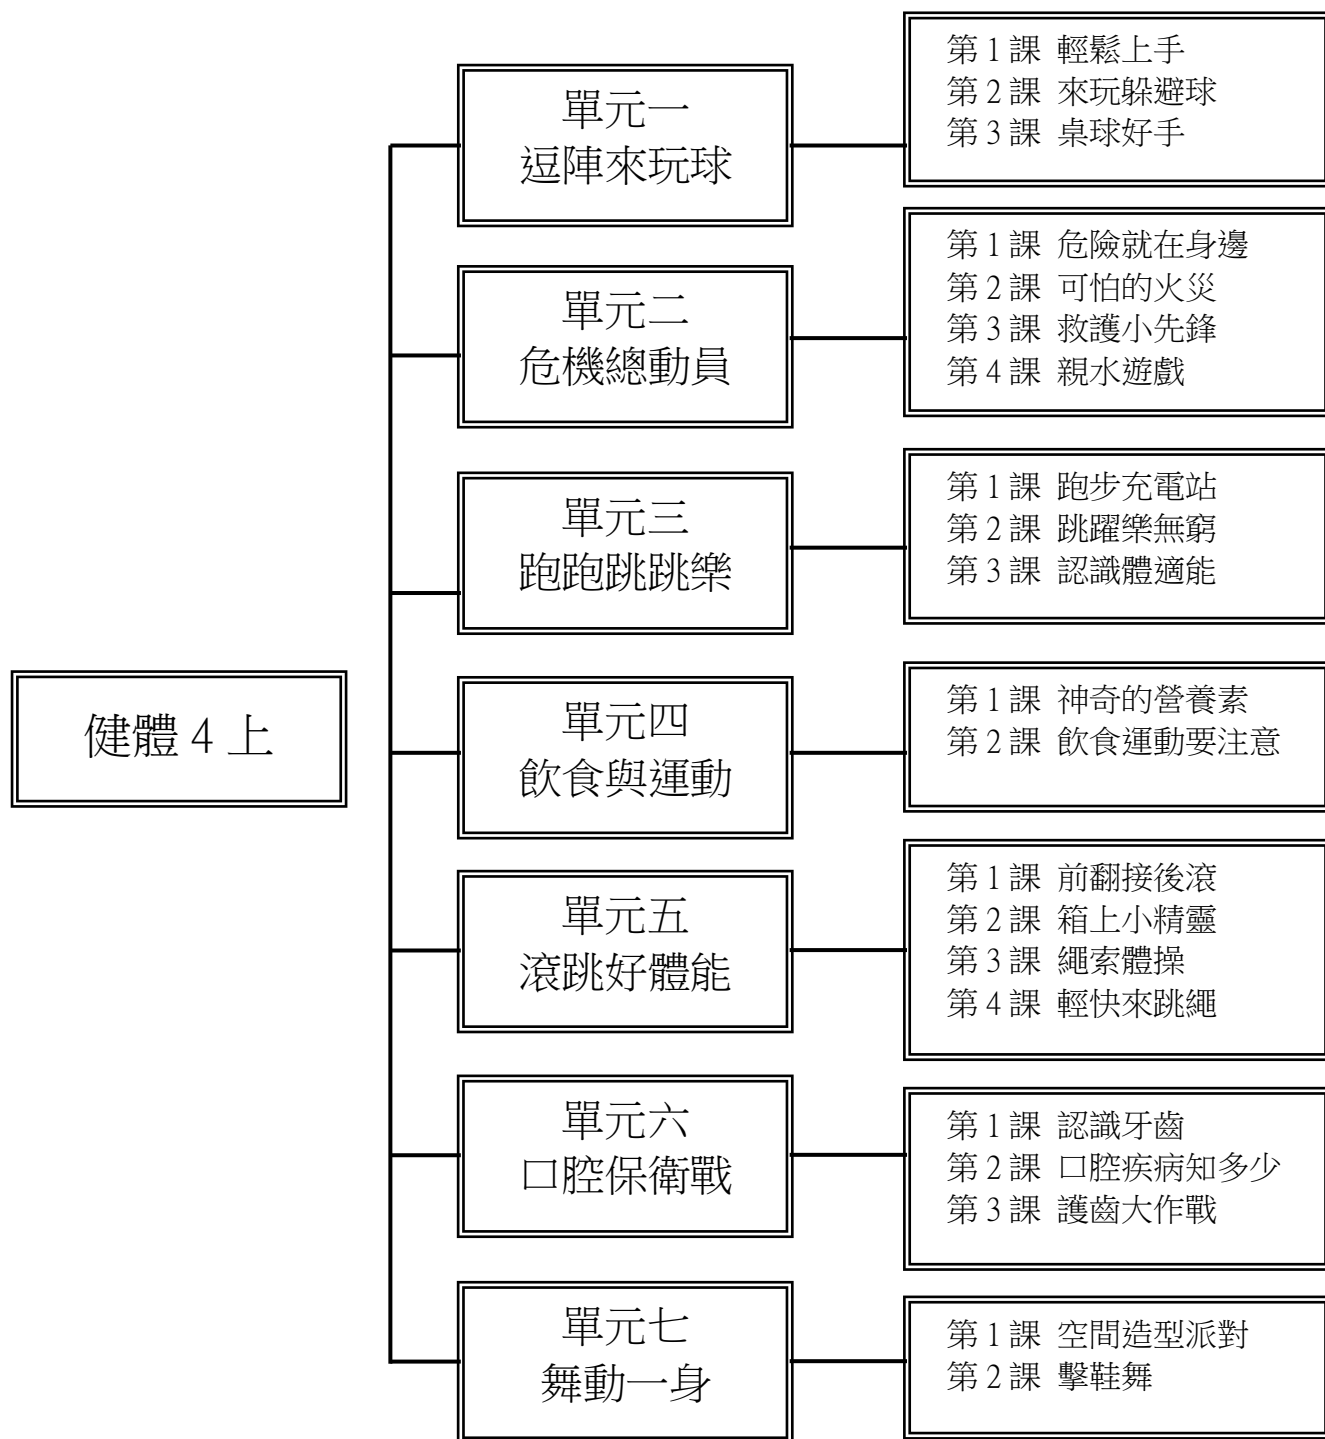 健體 4 上
單元一
逗陣來玩球
第 1 課 輕鬆上手
第 2 課 來玩躲避球
第 3 課 桌球好手
單元二
危機總動員
第 1 課 危險就在身邊
第 2 課 可怕的火災
第 3 課 救護小先鋒
第 4 課 親水遊戲
單元三
跑跑跳跳樂
第 1 課 跑步充電站
第 2 課 跳躍樂無窮
第 3 課 認識體適能
單元四
飲食與運動
第 1 課 神奇的營養素
第 2 課 飲食運動要注意
單元五
滾跳好體能
第 1 課 前翻接後滾
第 2 課 箱上小精靈
第 3 課 繩索體操
第 4 課 輕快來跳繩
單元六
口腔保衛戰
第 1 課 認識牙齒
第 2 課 口腔疾病知多少
第 3 課 護齒大作戰
單元七
舞動一身
第 1 課 空間造型派對
第 2 課 擊鞋舞